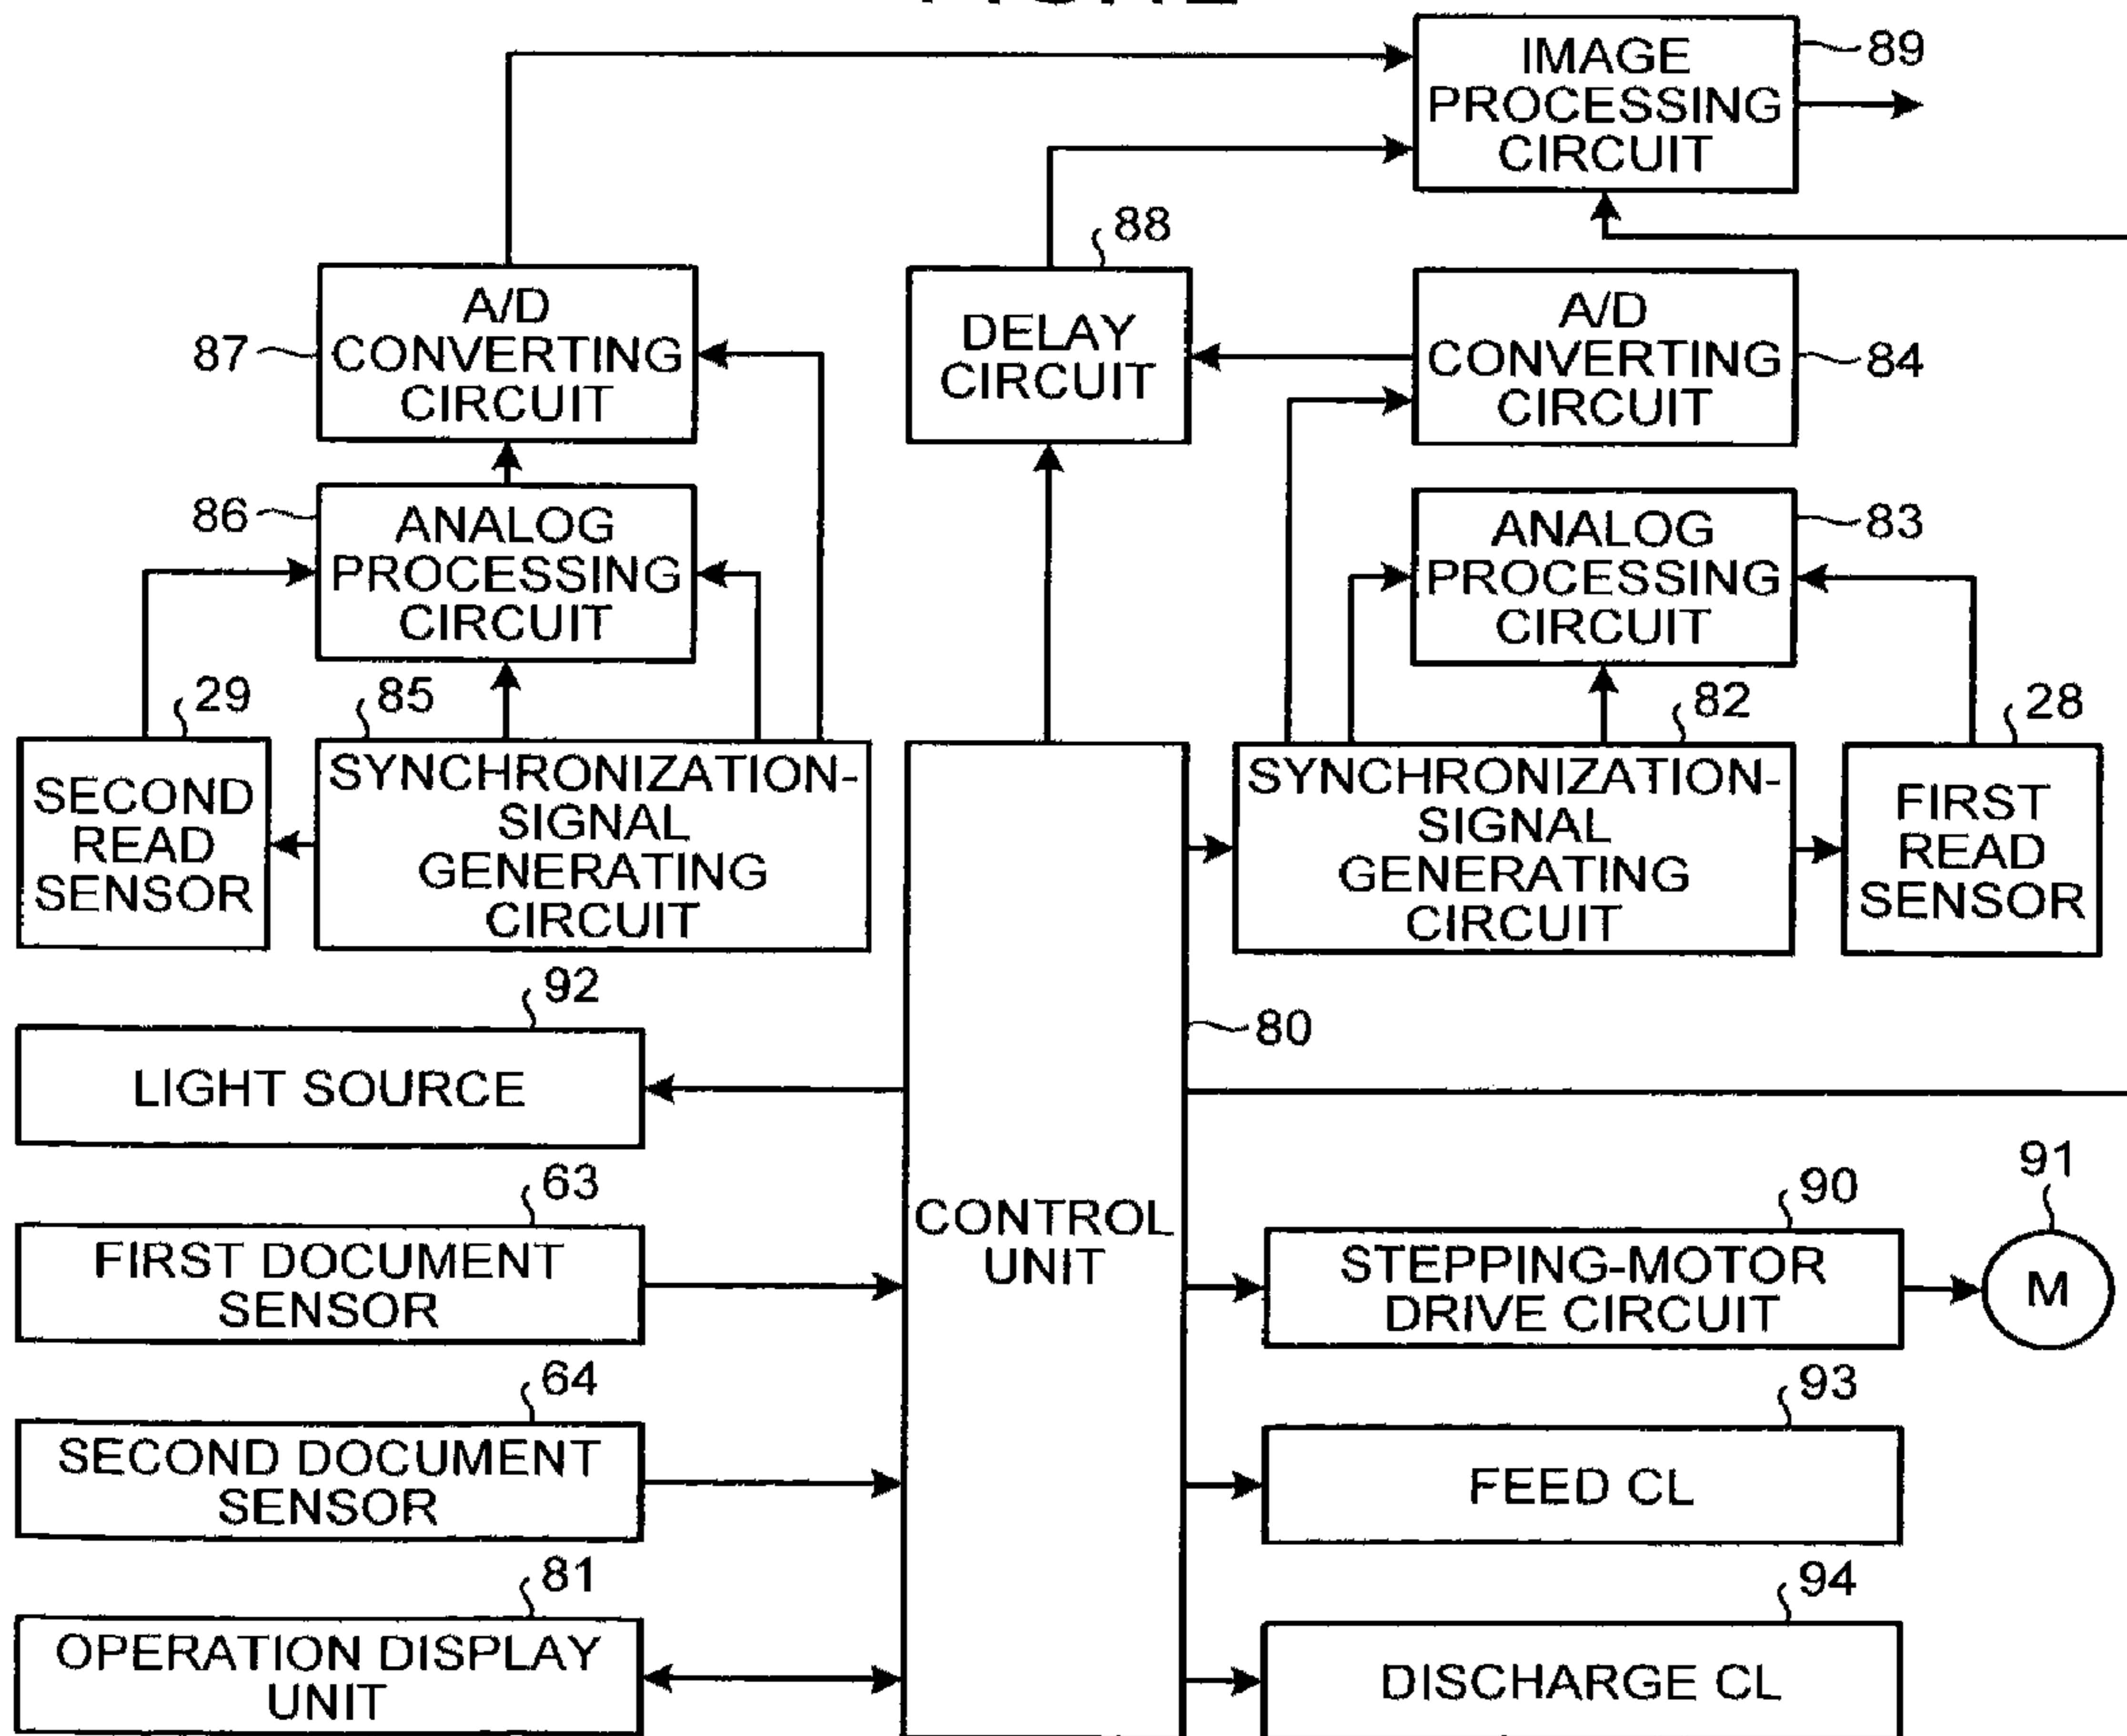 IMAGE
PROCESSING
CIRCUIT
89
88
A/D
CONVERTING
CIRCUIT
87
DELAY
CIRCUIT
A/D
CONVERTING
CIRCUIT
84
86
ANALOG
PROCESSING
CIRCUIT
ANALOG
PROCESSING
CIRCUIT
83
29
85
82
28
SECOND
READ
SENSOR
SYNCHRONIZATION-
SIGNAL
GENERATING
CIRCUIT
SYNCHRONIZATION-
SIGNAL
GENERATING
CIRCUIT
FIRST
READ
SENSOR
92
LIGHT SOURCE
80
63
FIRST DOCUMENT
SENSOR
CONTROL
UNIT
90
STEPPING-MOTOR
DRIVE CIRCUIT
91
M
64
SECOND DOCUMENT
SENSOR
93
FEED CL
81
OPERATION DISPLAY
UNIT
94
DISCHARGE CL